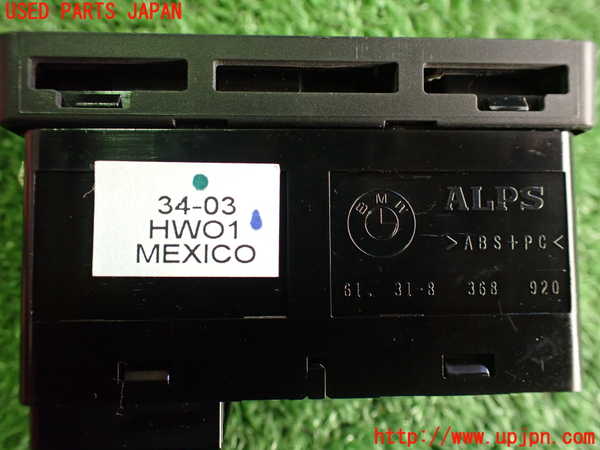 USED PARTS JAPAN
34-03
HW01
MEXICO
BMW
ALPS
>ABS+PC<
61. 31-8 368 920
http://www.upjpn.com/